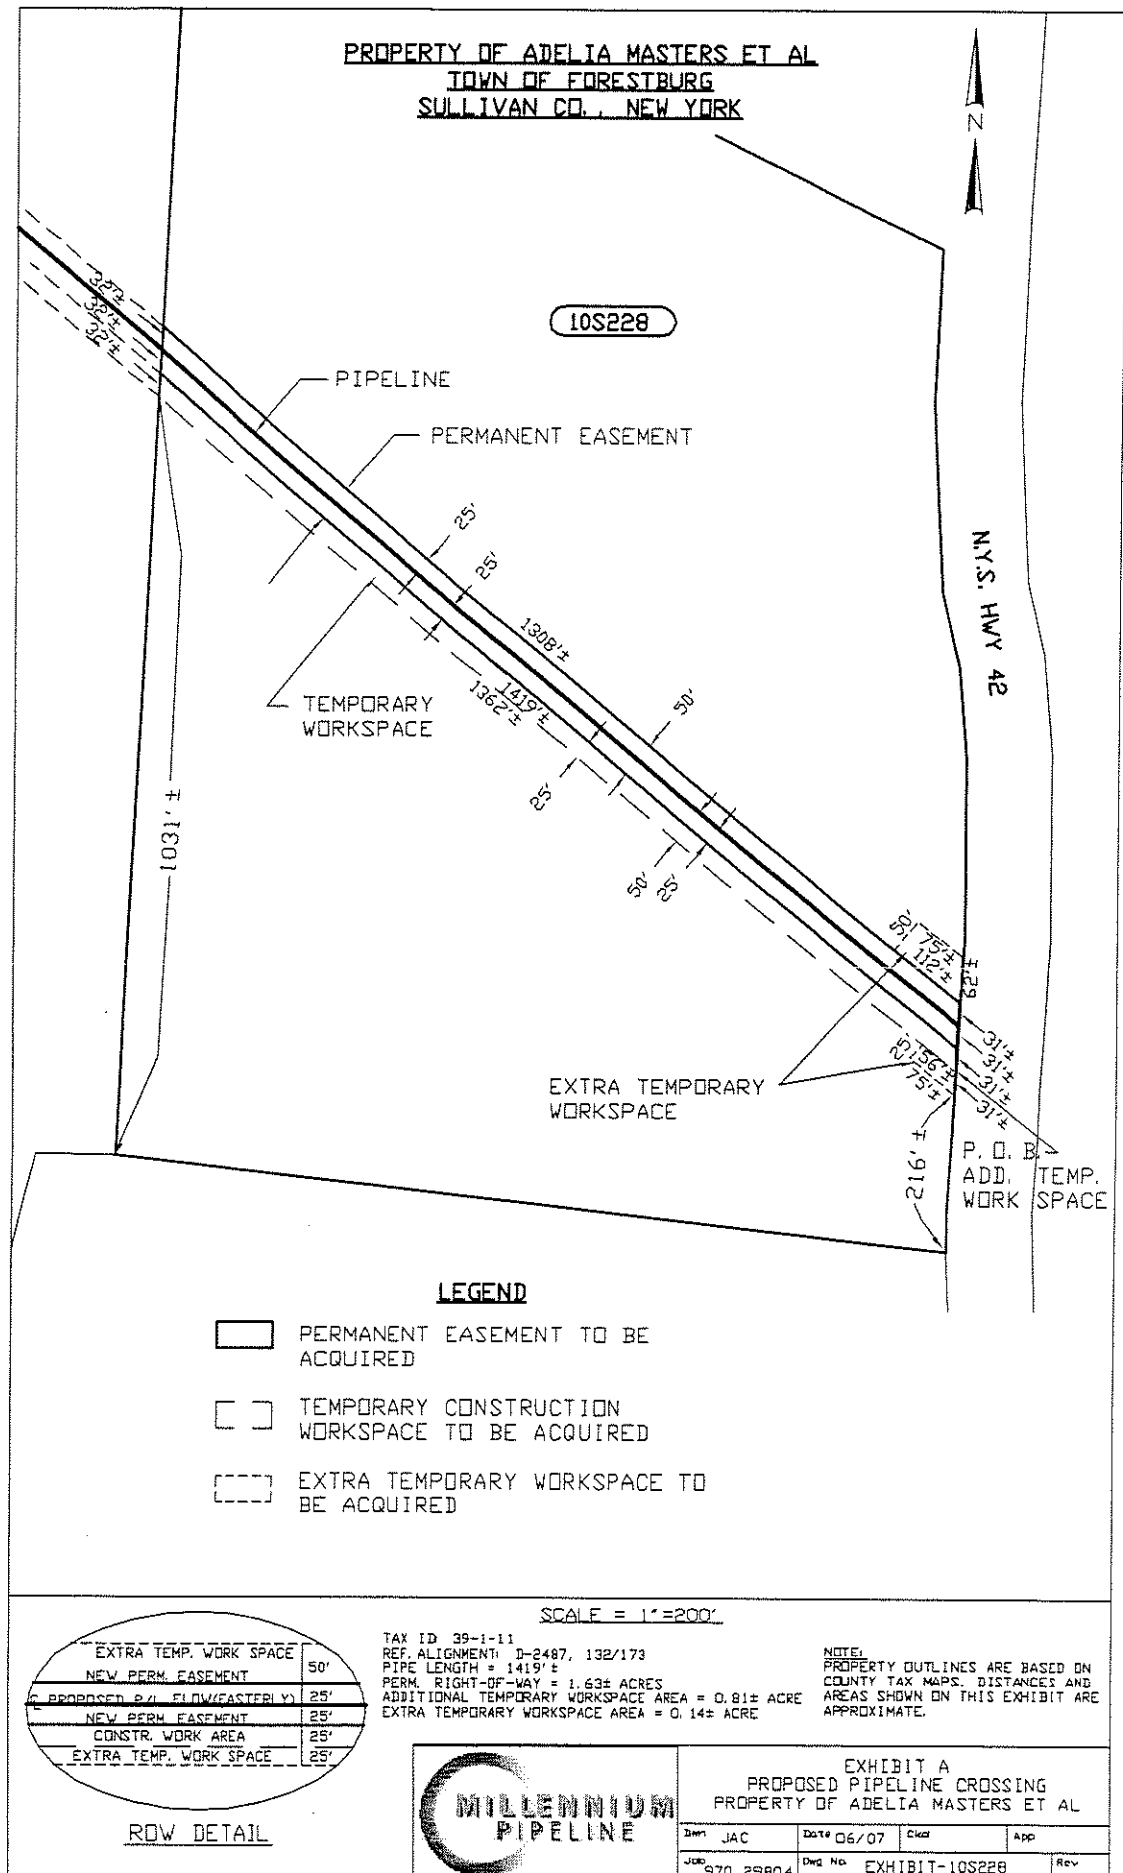 PROPERTY OF ADELIA MASTERS ET AL
TOWN OF FORESTBURG
SULLIVAN CO., NEW YORK
N
10S228
32'±
32'±
32'±
PIPELINE
PERMANENT EASEMENT
25'
25'
1308'±
1419'±
1362'±
50'
N.Y.S. HWY 42
TEMPORARY
WORKSPACE
25'
50'
25'
1031'±
50'
75'±
112'±
62'±
31'±
31'±
31'±
31'±
25'
156'±
75'±
EXTRA TEMPORARY
WORKSPACE
216'±
P.O.B.
ADD. TEMP.
WORK SPACE
LEGEND
PERMANENT EASEMENT TO BE
ACQUIRED
TEMPORARY CONSTRUCTION
WORKSPACE TO BE ACQUIRED
EXTRA TEMPORARY WORKSPACE TO
BE ACQUIRED
SCALE = 1"=200'
EXTRA TEMP. WORK SPACE
NEW PERM. EASEMENT 50'
PROPOSED P/L FLOW(EASTERLY) 25'
NEW PERM EASEMENT 25'
CONSTR. WORK AREA 25'
EXTRA TEMP. WORK SPACE 25'
ROW DETAIL
TAX ID 39-1-11
REF. ALIGNMENT: D-2487, 132/173
PIPE LENGTH = 1419'±
PERM. RIGHT-OF-WAY = 1.63± ACRES
ADDITIONAL TEMPORARY WORKSPACE AREA = 0.81± ACRE
EXTRA TEMPORARY WORKSPACE AREA = 0.14± ACRE
NOTE:
PROPERTY OUTLINES ARE BASED ON
COUNTY TAX MAPS. DISTANCES AND
AREAS SHOWN ON THIS EXHIBIT ARE
APPROXIMATE.
MILLENNIUM
PIPELINE
EXHIBIT A
PROPOSED PIPELINE CROSSING
PROPERTY OF ADELIA MASTERS ET AL
Dwn JAC Date 06/07 Ckd App
Job Dwg No. EXHIBIT-10S228 Rev